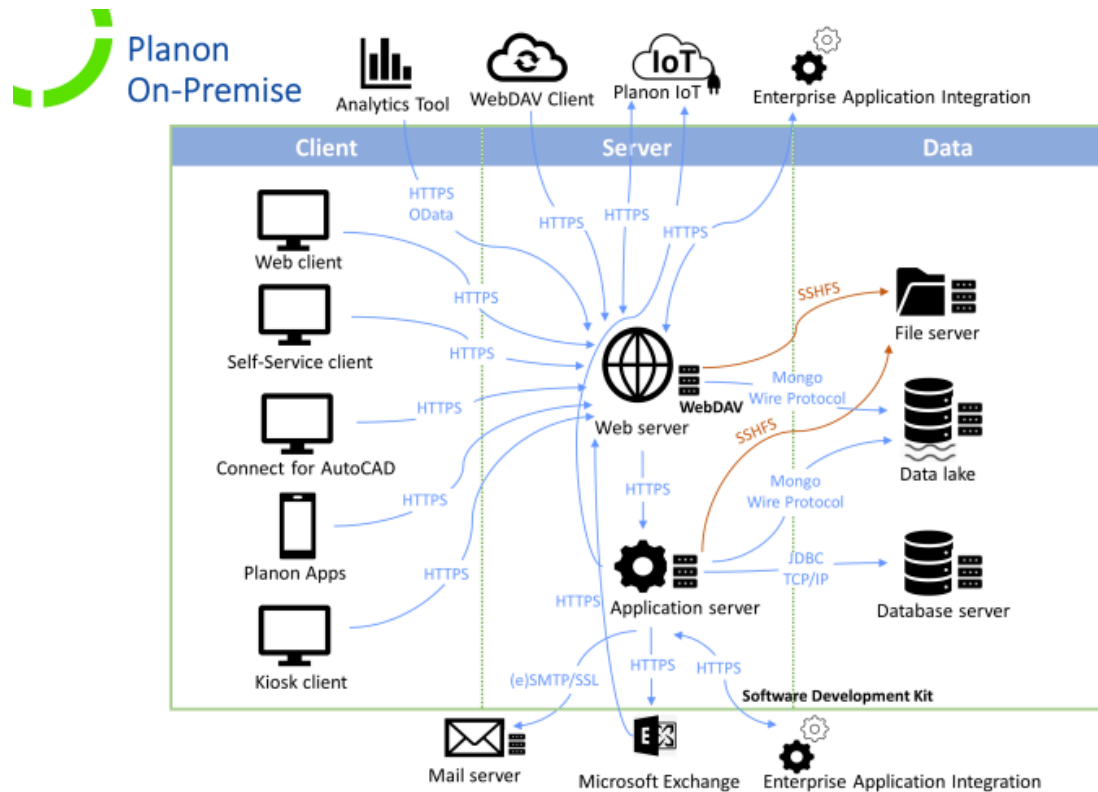 Planon
On-Premise
Analytics Tool
WebDAV Client
IoT
Planon IoT
Enterprise Application Integration
Client
Server
Data
HTTPS
OData
HTTPS
HTTPS
HTTPS
Web client
HTTPS
SSHFS
File server
Self-Service client
HTTPS
Mongo
Wire Protocol
WebDAV
Web server
HTTPS
SSHFS
Connect for AutoCAD
Data lake
HTTPS
HTTPS
Mongo
Wire Protocol
Planon Apps
HTTPS
JDBC
TCP/IP
HTTPS
Application server
Database server
Kiosk client
(e)SMTP/SSL
HTTPS
HTTPS
Software Development Kit
Mail server
E
Microsoft Exchange
Enterprise Application Integration